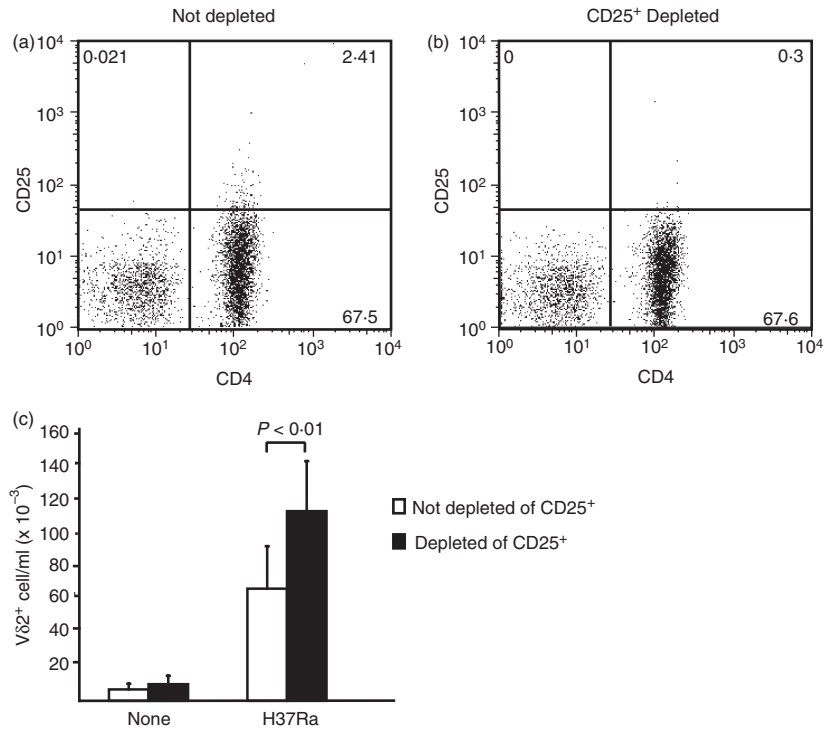 Not depleted
CD25⁺ Depleted
(a)
(b)
10⁴
10³
10²
10¹
10⁰
CD25
0·021
2·41
67·5
10⁰ 10¹ 10² 10³ 10⁴
CD4
10⁴
10³
10²
10¹
10⁰
CD25
0
0·3
67·6
10⁰ 10¹ 10² 10³ 10⁴
CD4
(c)
160
140
120
100
80
60
40
20
Vδ2⁺ cell/ml (x 10⁻³)
P < 0·01
None
H37Ra
Not depleted of CD25⁺
Depleted of CD25⁺